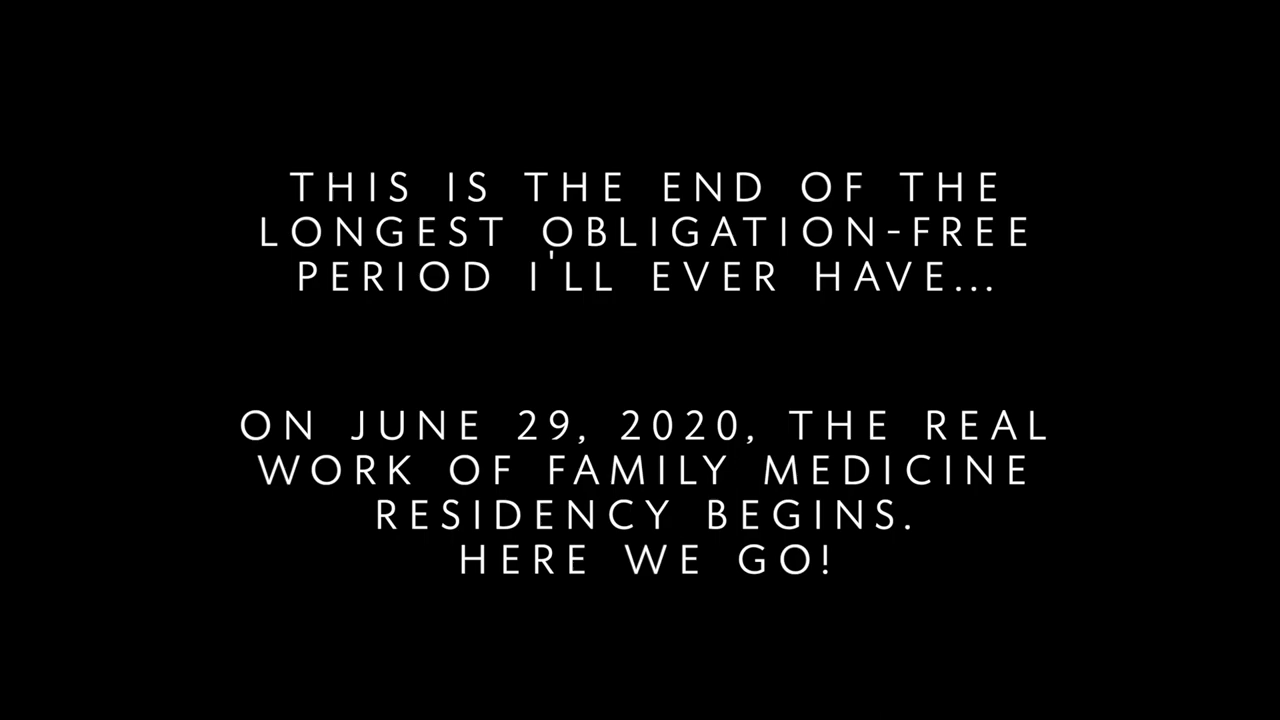 THIS IS THE END OF THE
LONGEST OBLIGATION-FREE
PERIOD I'LL EVER HAVE...
ON JUNE 29, 2020, THE REAL
WORK OF FAMILY MEDICINE
RESIDENCY BEGINS.
HERE WE GO!